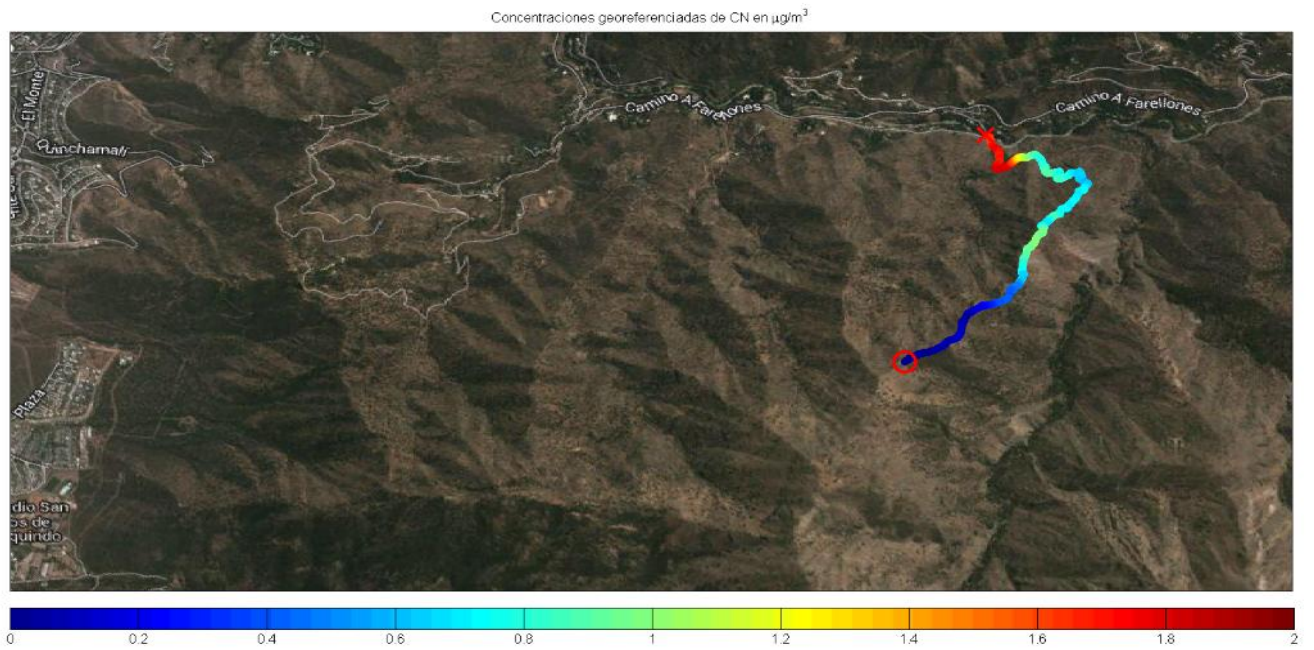 Concentraciones georeferenciadas de CN en µg/m³
El Monte
Quinchamalí
Camino A Farellones
Camino A Farellones
Plaza
dio San
os de
quindo
0 0.2 0.4 0.6 0.8 1 1.2 1.4 1.6 1.8 2